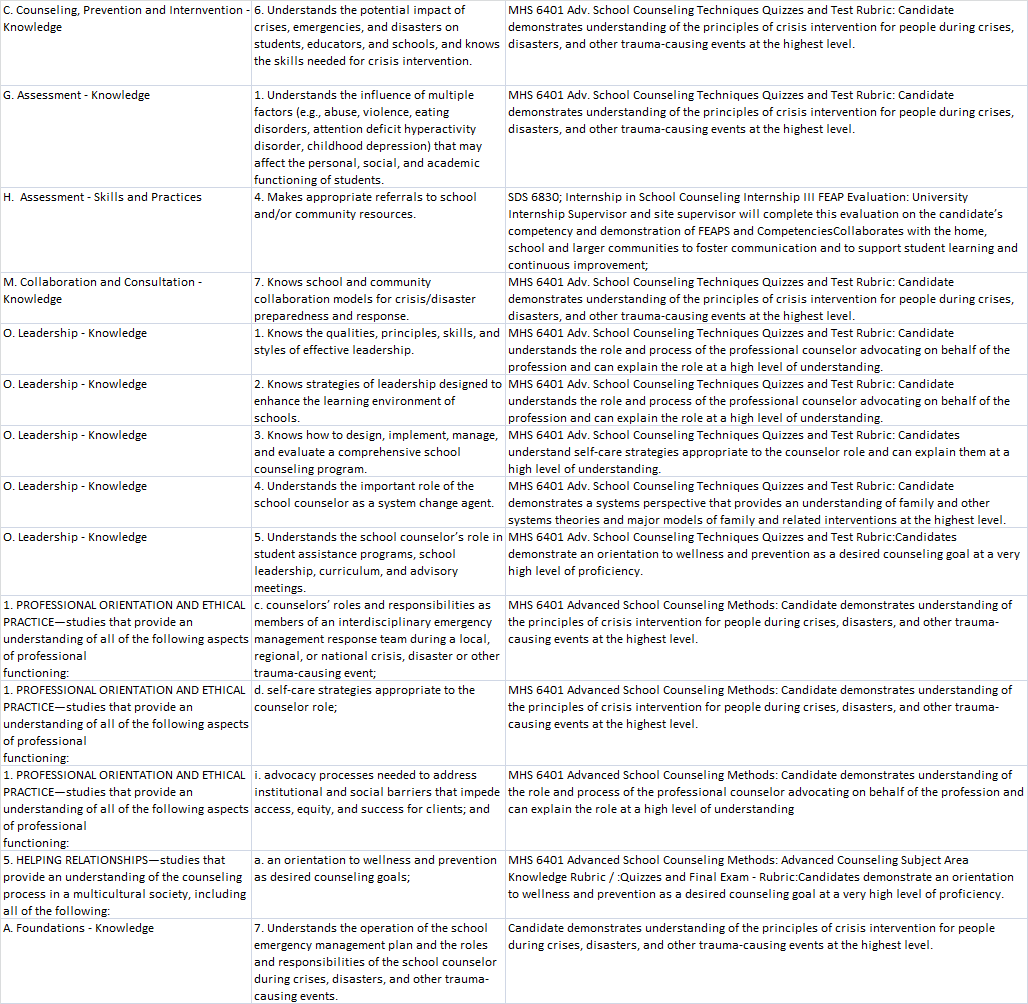 C. Counseling, Prevention and Internvention -
Knowledge
6. Understands the potential impact of
crises, emergencies, and disasters on
students, educators, and schools, and knows
the skills needed for crisis intervention.
MHS 6401 Adv. School Counseling Techniques Quizzes and Test Rubric: Candidate
demonstrates understanding of the principles of crisis intervention for people during crises,
disasters, and other trauma-causing events at the highest level.
G. Assessment - Knowledge
1. Understands the influence of multiple
factors (e.g., abuse, violence, eating
disorders, attention deficit hyperactivity
disorder, childhood depression) that may
affect the personal, social, and academic
functioning of students.
MHS 6401 Adv. School Counseling Techniques Quizzes and Test Rubric: Candidate
demonstrates understanding of the principles of crisis intervention for people during crises,
disasters, and other trauma-causing events at the highest level.
H.  Assessment - Skills and Practices
4. Makes appropriate referrals to school
and/or community resources.
SDS 6830; Internship in School Counseling Internship III FEAP Evaluation: University
Internship Supervisor and site supervisor will complete this evaluation on the candidate's
competency and demonstration of FEAPS and CompetenciesCollaborates with the home,
school and larger communities to foster communication and to support student learning and
continuous improvement;
M. Collaboration and Consultation -
Knowledge
7. Knows school and community
collaboration models for crisis/disaster
preparedness and response.
MHS 6401 Adv. School Counseling Techniques Quizzes and Test Rubric: Candidate
demonstrates understanding of the principles of crisis intervention for people during crises,
disasters, and other trauma-causing events at the highest level.
O. Leadership - Knowledge
1. Knows the qualities, principles, skills, and
styles of effective leadership.
MHS 6401 Adv. School Counseling Techniques Quizzes and Test Rubric: Candidate
understands the role and process of the professional counselor advocating on behalf of the
profession and can explain the role at a high level of understanding.
O. Leadership - Knowledge
2. Knows strategies of leadership designed to
enhance the learning environment of
schools.
MHS 6401 Adv. School Counseling Techniques Quizzes and Test Rubric: Candidate
understands the role and process of the professional counselor advocating on behalf of the
profession and can explain the role at a high level of understanding.
O. Leadership - Knowledge
3. Knows how to design, implement, manage,
and evaluate a comprehensive school
counseling program.
MHS 6401 Adv. School Counseling Techniques Quizzes and Test Rubric: Candidates
understand self-care strategies appropriate to the counselor role and can explain them at a
high level of understanding.
O. Leadership - Knowledge
4. Understands the important role of the
school counselor as a system change agent.
MHS 6401 Adv. School Counseling Techniques Quizzes and Test Rubric: Candidate
demonstrates a systems perspective that provides an understanding of family and other
systems theories and major models of family and related interventions at the highest level.
O. Leadership - Knowledge
5. Understands the school counselor's role in
student assistance programs, school
leadership, curriculum, and advisory
meetings.
MHS 6401 Adv. School Counseling Techniques Quizzes and Test Rubric:Candidates
demonstrate an orientation to wellness and prevention as a desired counseling goal at a very
high level of proficiency.
1. PROFESSIONAL ORIENTATION AND ETHICAL
PRACTICE—studies that provide an
understanding of all of the following aspects
of professional
functioning:
c. counselors' roles and responsibilities as
members of an interdisciplinary emergency
management response team during a local,
regional, or national crisis, disaster or other
trauma-causing event;
MHS 6401 Advanced School Counseling Methods: Candidate demonstrates understanding of
the principles of crisis intervention for people during crises, disasters, and other trauma-
causing events at the highest level.
1. PROFESSIONAL ORIENTATION AND ETHICAL
PRACTICE—studies that provide an
understanding of all of the following aspects
of professional
functioning:
d. self-care strategies appropriate to the
counselor role;
MHS 6401 Advanced School Counseling Methods: Candidate demonstrates understanding of
the principles of crisis intervention for people during crises, disasters, and other trauma-
causing events at the highest level.
1. PROFESSIONAL ORIENTATION AND ETHICAL
PRACTICE—studies that provide an
understanding of all of the following aspects
of professional
functioning:
i. advocacy processes needed to address
institutional and social barriers that impede
access, equity, and success for clients; and
MHS 6401 Advanced School Counseling Methods: Candidate demonstrates understanding of
the role and process of the professional counselor advocating on behalf of the profession and
can explain the role at a high level of understanding
5. HELPING RELATIONSHIPS—studies that
provide an understanding of the counseling
process in a multicultural society, including
all of the following:
a. an orientation to wellness and prevention
as desired counseling goals;
MHS 6401 Advanced School Counseling Methods: Advanced Counseling Subject Area
Knowledge Rubric / :Quizzes and Final Exam - Rubric:Candidates demonstrate an orientation
to wellness and prevention as a desired counseling goal at a very high level of proficiency.
A. Foundations - Knowledge
7. Understands the operation of the school
emergency management plan and the roles
and responsibilities of the school counselor
during crises, disasters, and other trauma-
causing events.
Candidate demonstrates understanding of the principles of crisis intervention for people
during crises, disasters, and other trauma-causing events at the highest level.